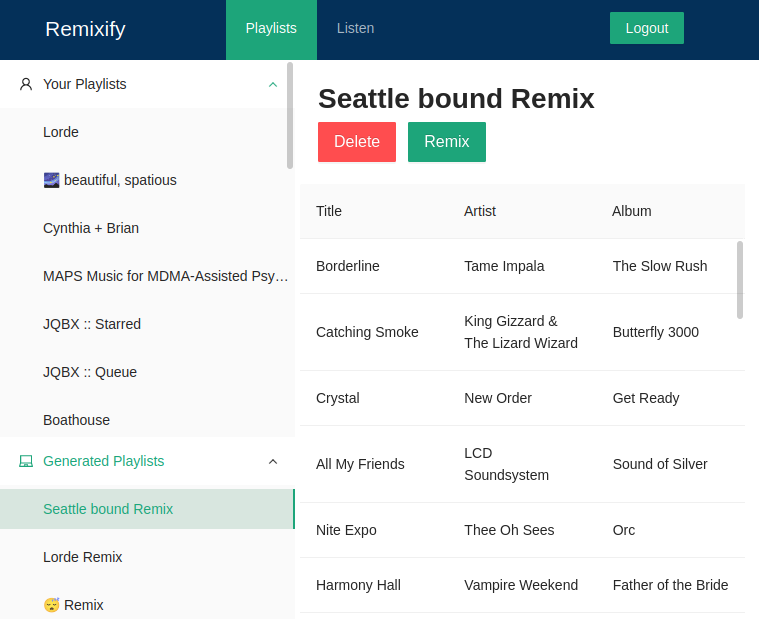 Remixify
Playlists
Listen
Logout
Your Playlists
Lorde
🌌 beautiful, spatious
Cynthia + Brian
MAPS Music for MDMA-Assisted Psy…
JQBX :: Starred
JQBX :: Queue
Boathouse
Generated Playlists
Seattle bound Remix
Lorde Remix
😴 Remix
Seattle bound Remix
Delete
Remix
Title Artist Album
Borderline Tame Impala The Slow Rush
Catching Smoke King Gizzard & The Lizard Wizard Butterfly 3000
Crystal New Order Get Ready
All My Friends LCD Soundsystem Sound of Silver
Nite Expo Thee Oh Sees Orc
Harmony Hall Vampire Weekend Father of the Bride